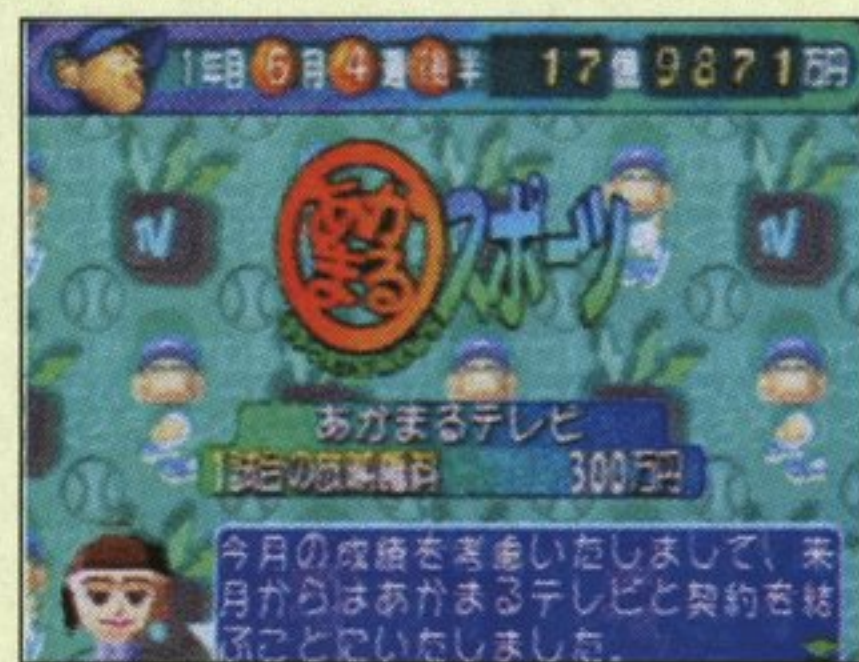 1年目6月4週後半 17億9871万円
あかまる
スポーツ
TV
TV
あかまるテレビ
1試合の放映権料 300万円
今月の成績を考慮いたしまして、来
月からはあかまるテレビと契約を結
ぶことにいたしました。